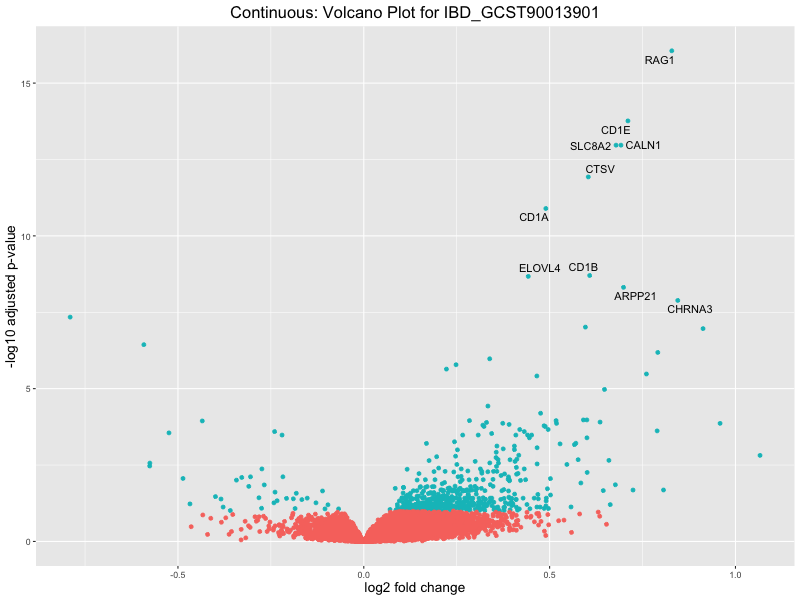 Continuous: Volcano Plot for IBD_GCST90013901
RAG1
CD1E
SLC8A2
CALN1
CTSV
CD1A
ELOVL4
CD1B
ARPP21
CHRNA3
15
10
5
0
-log10 adjusted p-value
-0.5
0.0
0.5
1.0
log2 fold change